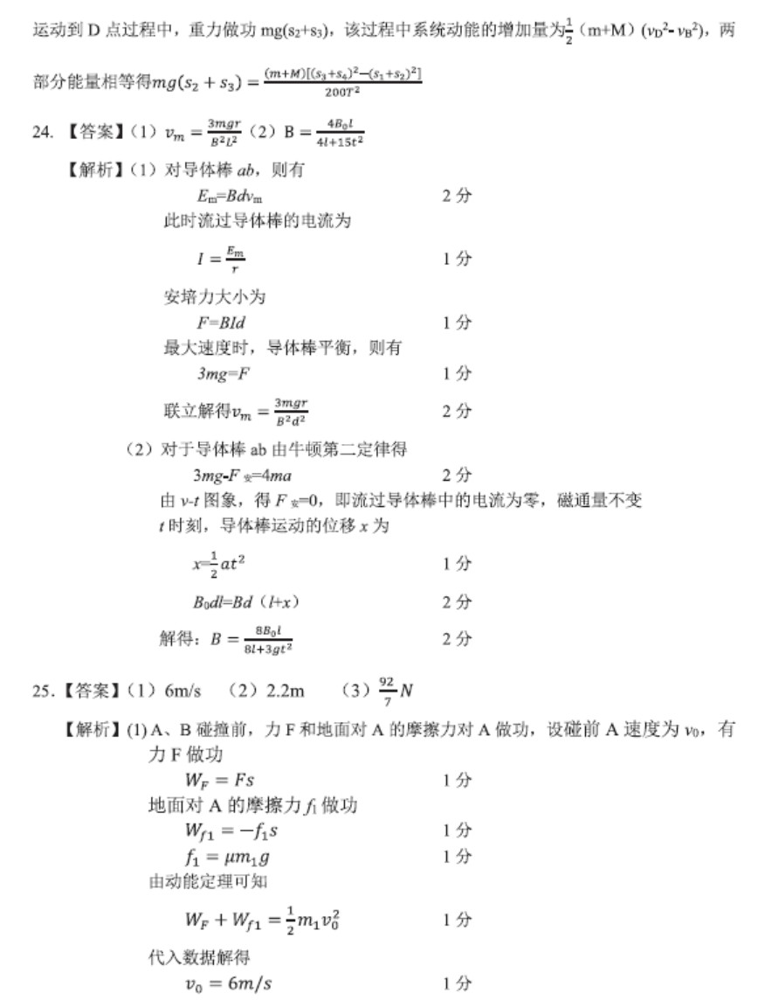 运动到 D 点过程中，重力做功 mg(s₂+s₃)，该过程中系统动能的增加量为$\frac{1}{2}$（m+M）(v_D²- v_B²)，两
部分能量相等得$mg(s_2 + s_3) = \frac{(m+M)[(s_3+s_4)^2-(s_1+s_2)^2]}{200T^2}$
24. 【答案】（1）$v_m = \frac{3mgr}{B^2L^2}$（2）B = $\frac{4B_0l}{4l+15t^2}$
【解析】（1）对导体棒 ab，则有
E_m=Bdv_m 2 分
此时流过导体棒的电流为
$I = \frac{E_m}{r}$ 1 分
安培力大小为
F=BId 1 分
最大速度时，导体棒平衡，则有
3mg=F 1 分
联立解得$v_m = \frac{3mgr}{B^2d^2}$ 2 分
（2）对于导体棒 ab 由牛顿第二定律得
3mg-F 安=4ma 2 分
由 v-t 图象，得 F 安=0，即流过导体棒中的电流为零，磁通量不变
t 时刻，导体棒运动的位移 x 为
x=$\frac{1}{2}at^2$ 1 分
B₀dl=Bd（l+x） 2 分
解得：$B = \frac{8B_0l}{8l+3gt^2}$ 2 分
25.【答案】（1）6m/s （2）2.2m （3）$\frac{92}{7}N$
【解析】(1) A、B 碰撞前，力 F 和地面对 A 的摩擦力对 A 做功，设碰前 A 速度为 v₀，有
力 F 做功
$W_F = Fs$ 1 分
地面对 A 的摩擦力 f₁ 做功
$W_{f1} = -f_1s$ 1 分
$f_1 = μm_1g$ 1 分
由动能定理可知
$W_F + W_{f1} = \frac{1}{2}m_1v_0^2$ 1 分
代入数据解得
$v_0 = 6m/s$ 1 分